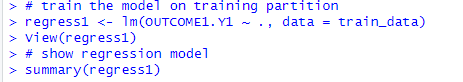 > # train the model on training partition
> regress1 <- lm(OUTCOME1.Y1 ~ ., data = train_data)
> View(regress1)
> # show regression model
> summary(regress1)